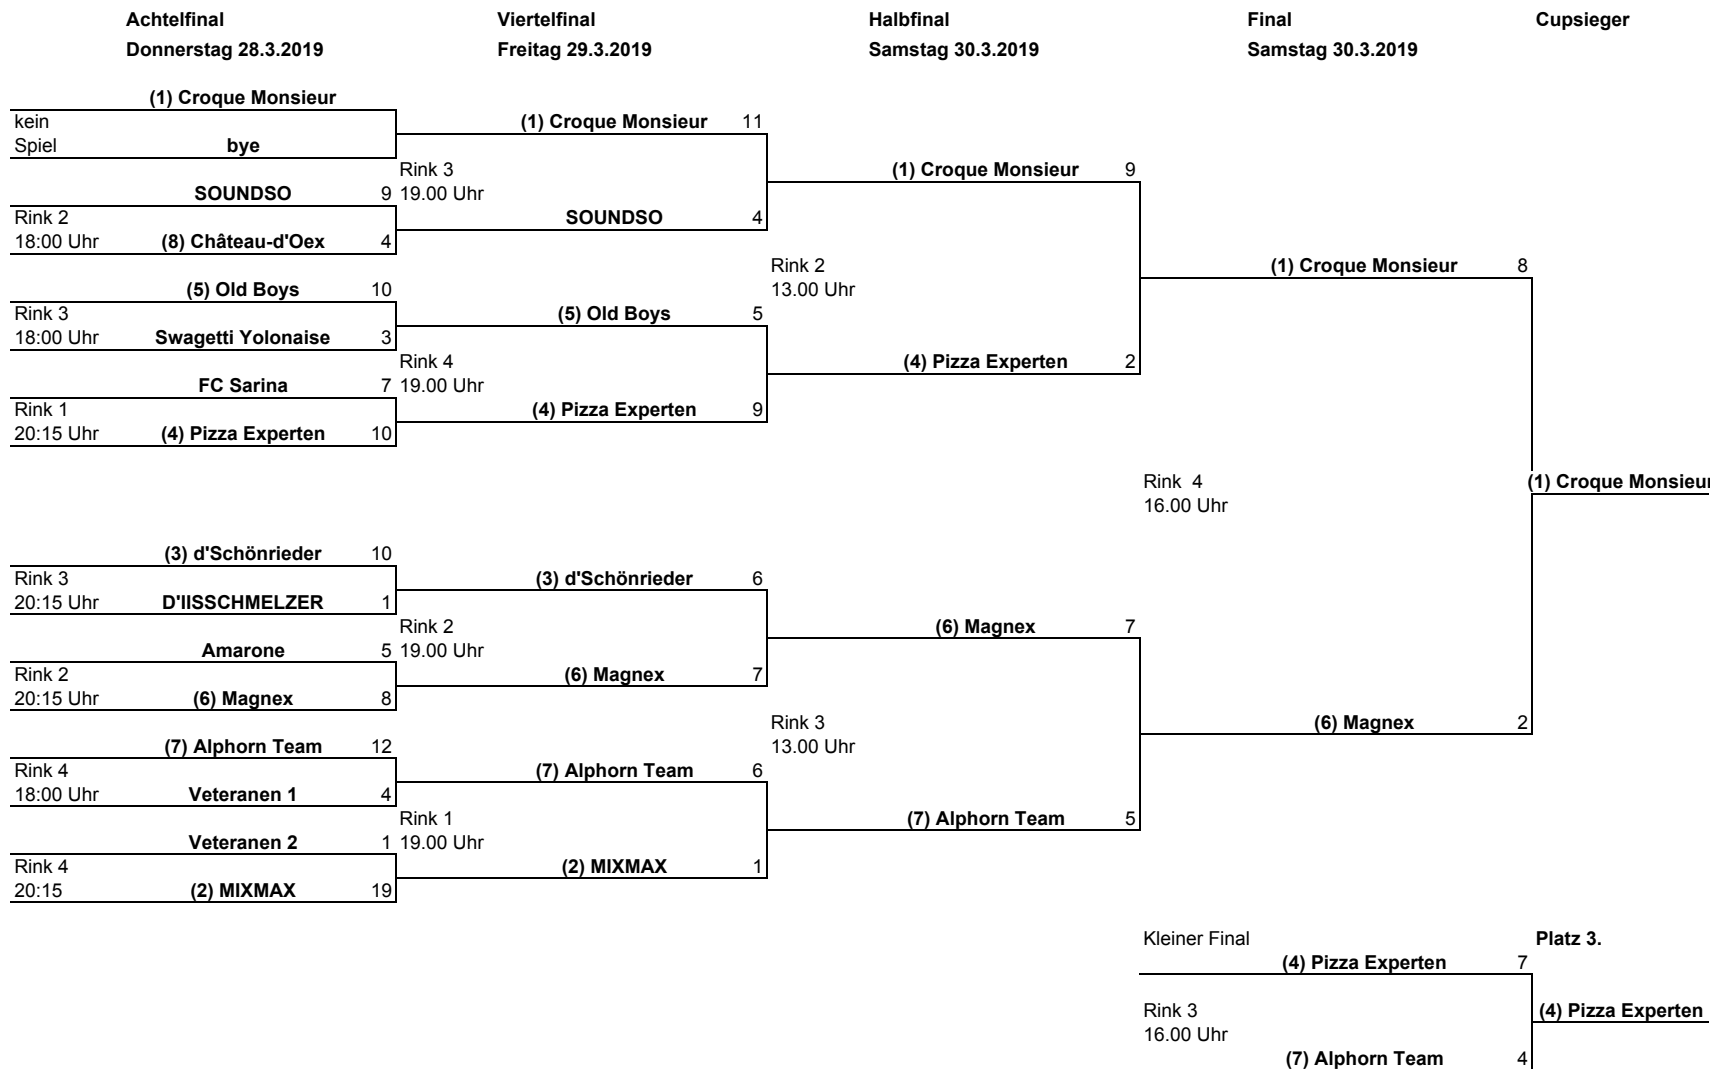 Achtelfinal Viertelfinal Halbfinal Final Cupsieger
Donnerstag 28.3.2019 Freitag 29.3.2019 Samstag 30.3.2019 Samstag 30.3.2019
(1) Croque Monsieur
kein (1) Croque Monsieur 11
Spiel bye
Rink 3 (1) Croque Monsieur 9
SOUNDSO 9 19.00 Uhr
Rink 2 SOUNDSO 4
18:00 Uhr (8) Château-d'Oex 4
Rink 2 (1) Croque Monsieur 8
(5) Old Boys 10 13.00 Uhr
Rink 3 (5) Old Boys 5
18:00 Uhr Swagetti Yolonaise 3
Rink 4 (4) Pizza Experten 2
FC Sarina 7 19.00 Uhr
Rink 1 (4) Pizza Experten 9
20:15 Uhr (4) Pizza Experten 10
Rink 4 (1) Croque Monsieur
16.00 Uhr
(3) d'Schönrieder 10
Rink 3 (3) d'Schönrieder 6
20:15 Uhr D'IISSCHMELZER 1
Rink 2 (6) Magnex 7
Amarone 5 19.00 Uhr
Rink 2 (6) Magnex 7
20:15 Uhr (6) Magnex 8
Rink 3 (6) Magnex 2
(7) Alphorn Team 12 13.00 Uhr
Rink 4 (7) Alphorn Team 6
18:00 Uhr Veteranen 1 4
Rink 1 (7) Alphorn Team 5
Veteranen 2 1 19.00 Uhr
Rink 4 (2) MIXMAX 1
20:15 (2) MIXMAX 19
Kleiner Final Platz 3.
(4) Pizza Experten 7
Rink 3 (4) Pizza Experten
16.00 Uhr
(7) Alphorn Team 4